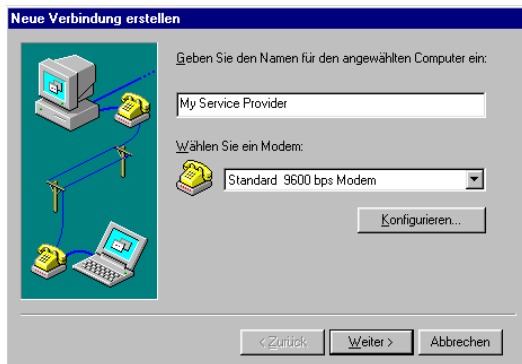 Neue Verbindung erstellen
Geben Sie den Namen für den angewählten Computer ein:
My Service Provider
Wählen Sie ein Modem:
Standard 9600 bps Modem
Konfigurieren...
< Zurück
Weiter >
Abbrechen